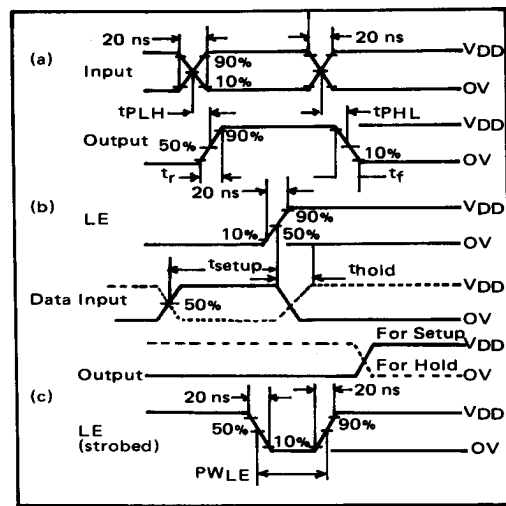 20 ns 20 ns
(a) VDD
Input 90%
10% OV
tPLH tPHL
Output 90% VDD
50% 10%
OV
tr tf
20 ns
(b) 90% VDD
LE 10% 50% OV
tsetup thold
VDD
Data Input 50%
OV
For Setup VDD
For Hold
Output OV
(c) 20 ns 20 ns
VDD
LE 50% 10% 90%
(strobed) OV
PWLE